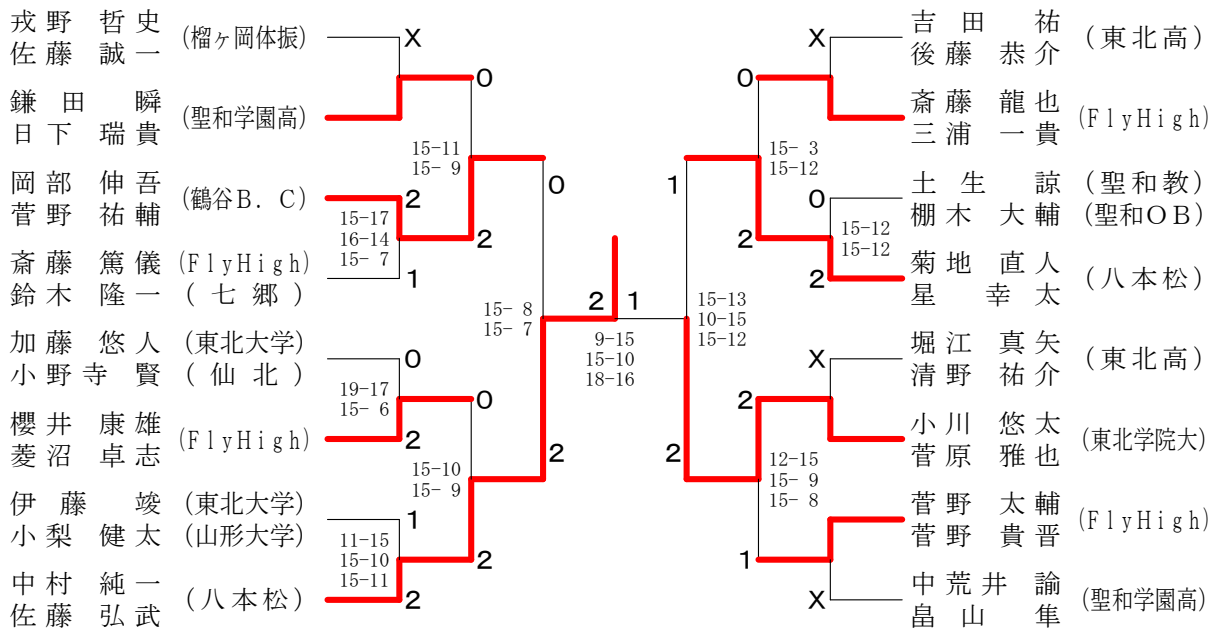 戎野 哲史 (榴ヶ岡体振)
佐藤 誠一
X
0
鎌田 瞬 (聖和学園高)
日下 瑞貴
15-11
15- 9
岡部 伸吾 (鶴谷B．C)
菅野 祐輔
2
15-17
16-14
15- 7
2
斎藤 篤儀 (FlyHigh)
鈴木 隆一 (七郷)
1
0
15- 8
15- 7
加藤 悠人 (東北大学)
小野寺 賢 (仙北)
0
19-17
15- 6
0
櫻井 康雄 (FlyHigh)
菱沼 卓志
2
15-10
15- 9
2
伊藤 竣 (東北大学)
小梨 健太 (山形大学)
1
11-15
15-10
15-11
2
中村 純一 (八本松)
佐藤 弘武
2
2 1
9-15
15-10
18-16
吉田 祐 (東北高)
後藤 恭介
X
0
斎藤 龍也 (FlyHigh)
三浦 一貴
15- 3
15-12
1
土生 諒 (聖和教)
棚木 大輔 (聖和OB)
0
15-12
15-12
2
菊地 直人 (八本松)
星 幸太
2
15-13
10-15
15-12
堀江 真矢 (東北高)
清野 祐介
X
2
小川 悠太 (東北学院大)
菅原 雅也
2
12-15
15- 9
15- 8
菅野 太輔 (FlyHigh)
菅野 貴晋
1
中荒井 諭 (聖和学園高)
畠山 隼
X